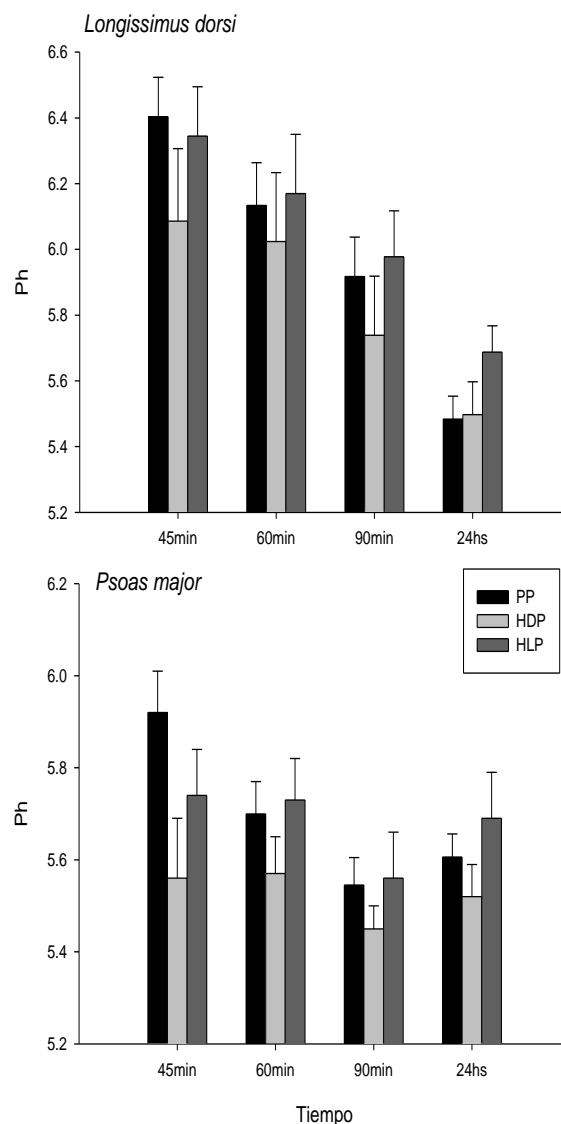 Longissimus dorsi
6.6
6.4
6.2
6.0
5.8
5.6
5.4
5.2
Ph
45min 60min 90min 24hs
Psoas major
PP
HDP
HLP
6.2
6.0
5.8
5.6
5.4
5.2
Ph
45min 60min 90min 24hs
Tiempo